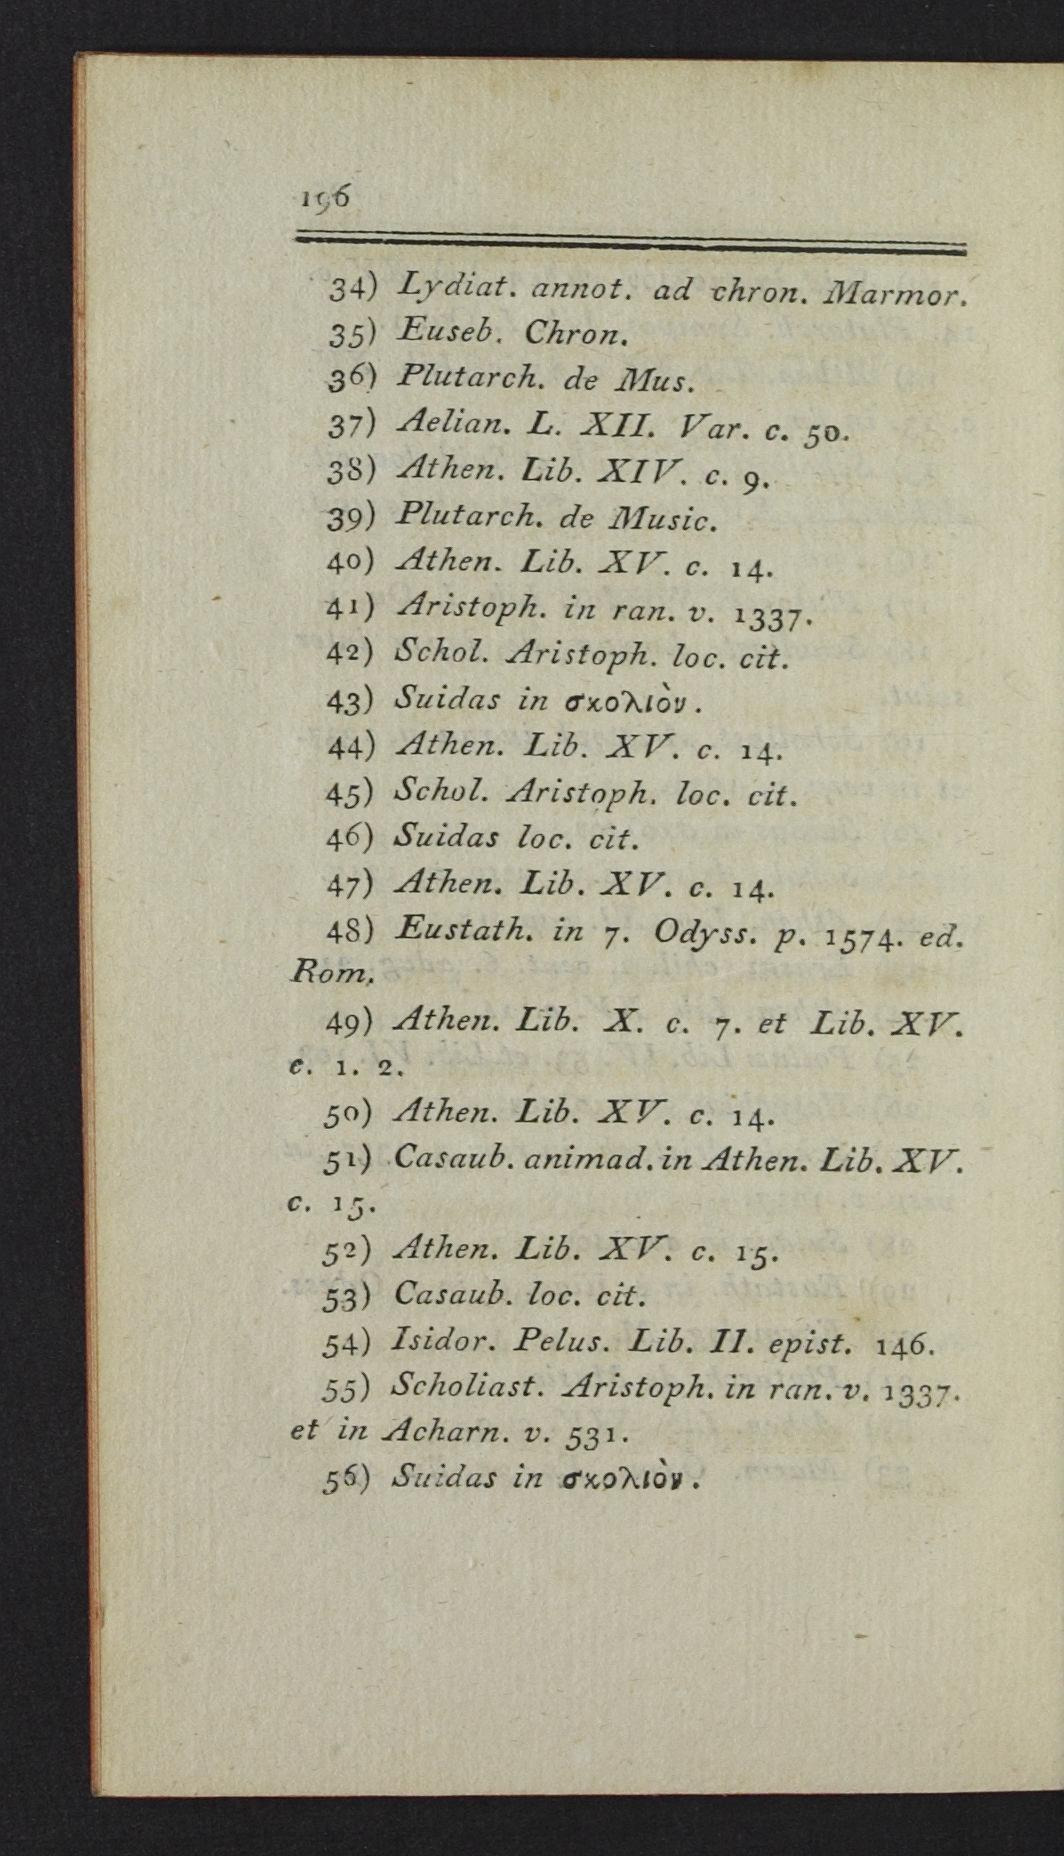 196
34) Lydiat. annot. ad chron. Marmor.
35) Euseb. Chron.
36) Plutarch. de Mus.
37) Aelian. L. XII. Var. c. 50.
38) Athen. Lib. XIV. c. 9.
39) Plutarch. de Music.
40) Athen. Lib. XV. c. 14.
41) Aristoph. in ran. v. 1337.
42) Schol. Aristoph. loc. cit.
43) Suidas in σκολιὸν.
44) Athen. Lib. XV. c. 14.
45) Schol. Aristoph. loc. cit.
46) Suidas loc. cit.
47) Athen. Lib. XV. c. 14.
48) Eustath. in 7. Odyss. p. 1574. ed.
Rom.
49) Athen. Lib. X. c. 7. et Lib. XV.
c. 1. 2.
50) Athen. Lib. XV. c. 14.
51) Casaub. animad. in Athen. Lib. XV.
c. 15.
52) Athen. Lib. XV. c. 15.
53) Casaub. loc. cit.
54) Isidor. Pelus. Lib. II. epist. 146.
55) Scholiast. Aristoph. in ran. v. 1337.
et in Acharn. v. 531.
56) Suidas in σκολιὸν.